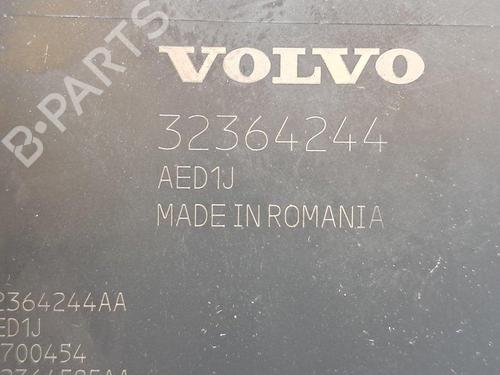 VOLVO
32364244
AED1J
MADE IN ROMANIA
2364244AA
ED1J
700454
B-PARTS